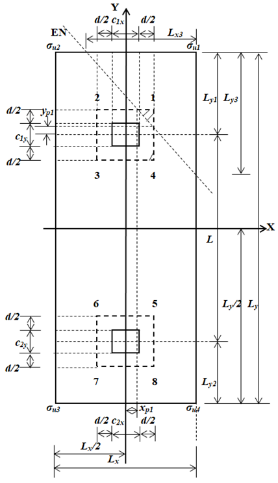 d/2 c1x d/2
Y
Lx3
EN
σu2
σu1
d/2
yp1
c1y
d/2
2
1
3
4
Ly1
Ly3
X
L
Ly/2
Ly
d/2
c2y
d/2
6
5
7
8
Ly2
σu3
xp1
σu4
d/2 c2x d/2
Lx/2
Lx